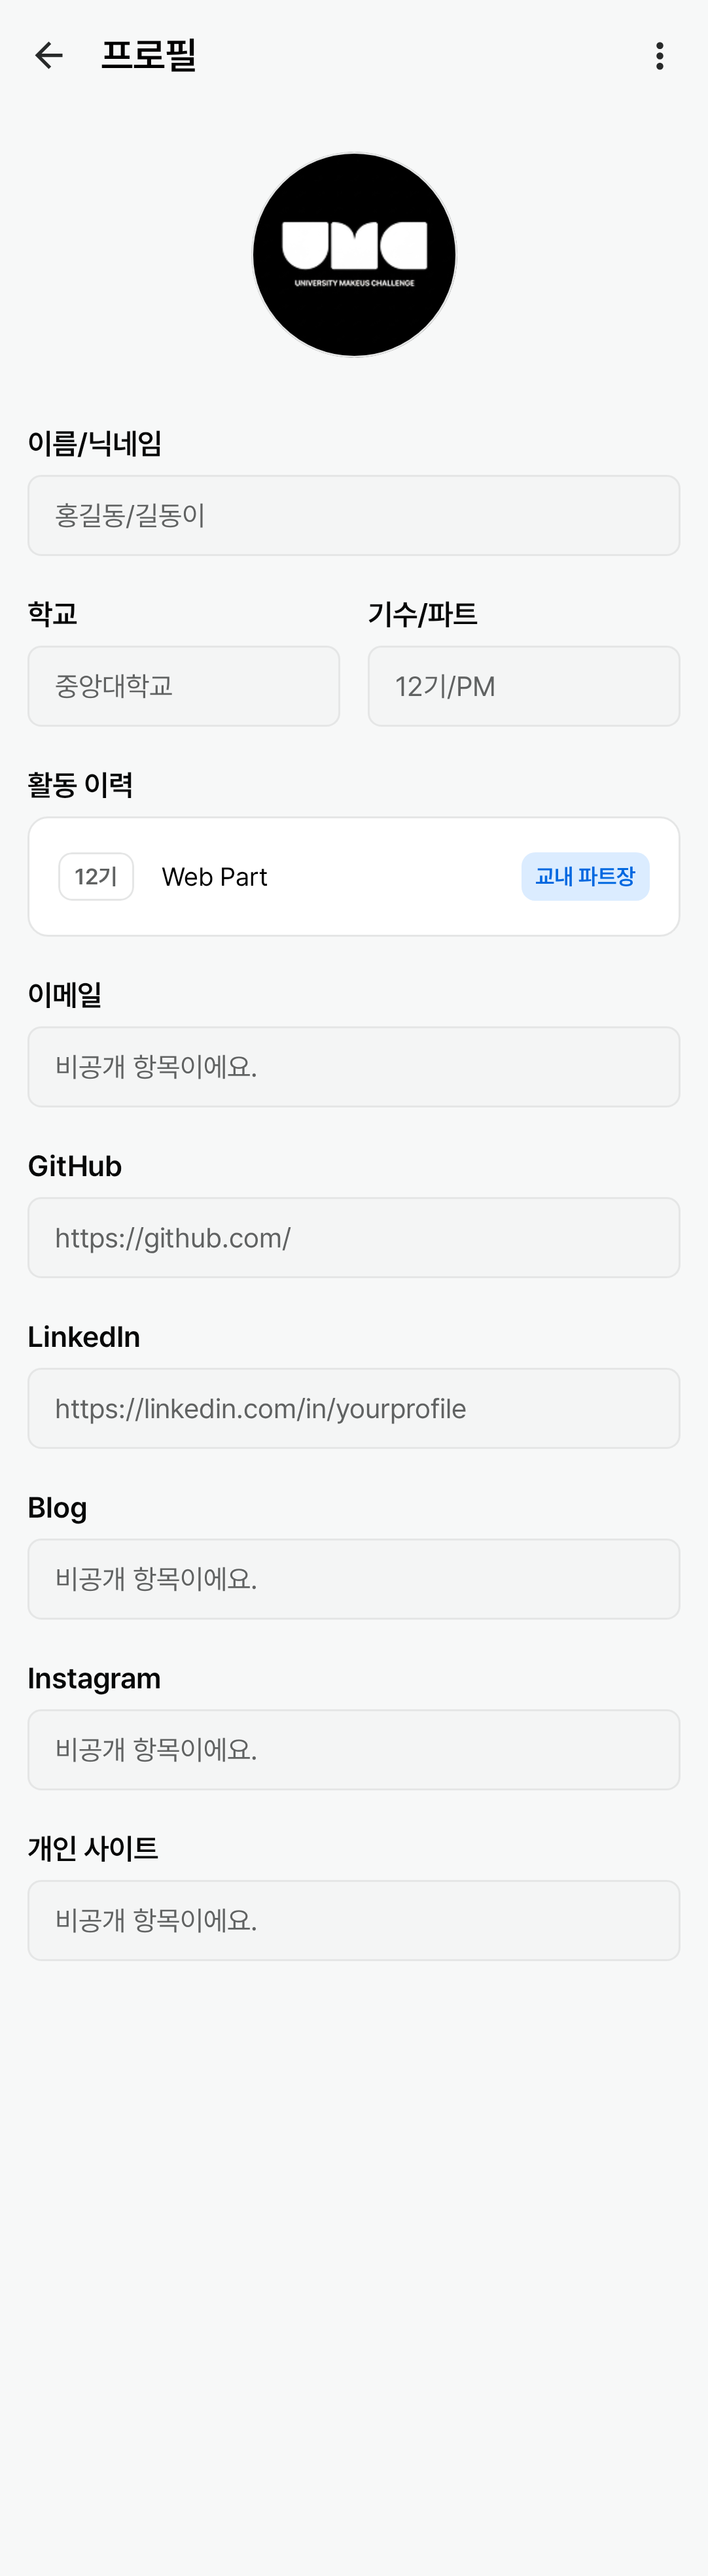 프로필
UMC
UNIVERSITY MAKEUS CHALLENGE
이름/닉네임
홍길동/길동이
학교
기수/파트
중앙대학교
12기/PM
활동 이력
12기 Web Part 교내 파트장
이메일
비공개 항목이에요.
GitHub
https://github.com/
LinkedIn
https://linkedin.com/in/yourprofile
Blog
비공개 항목이에요.
Instagram
비공개 항목이에요.
개인 사이트
비공개 항목이에요.